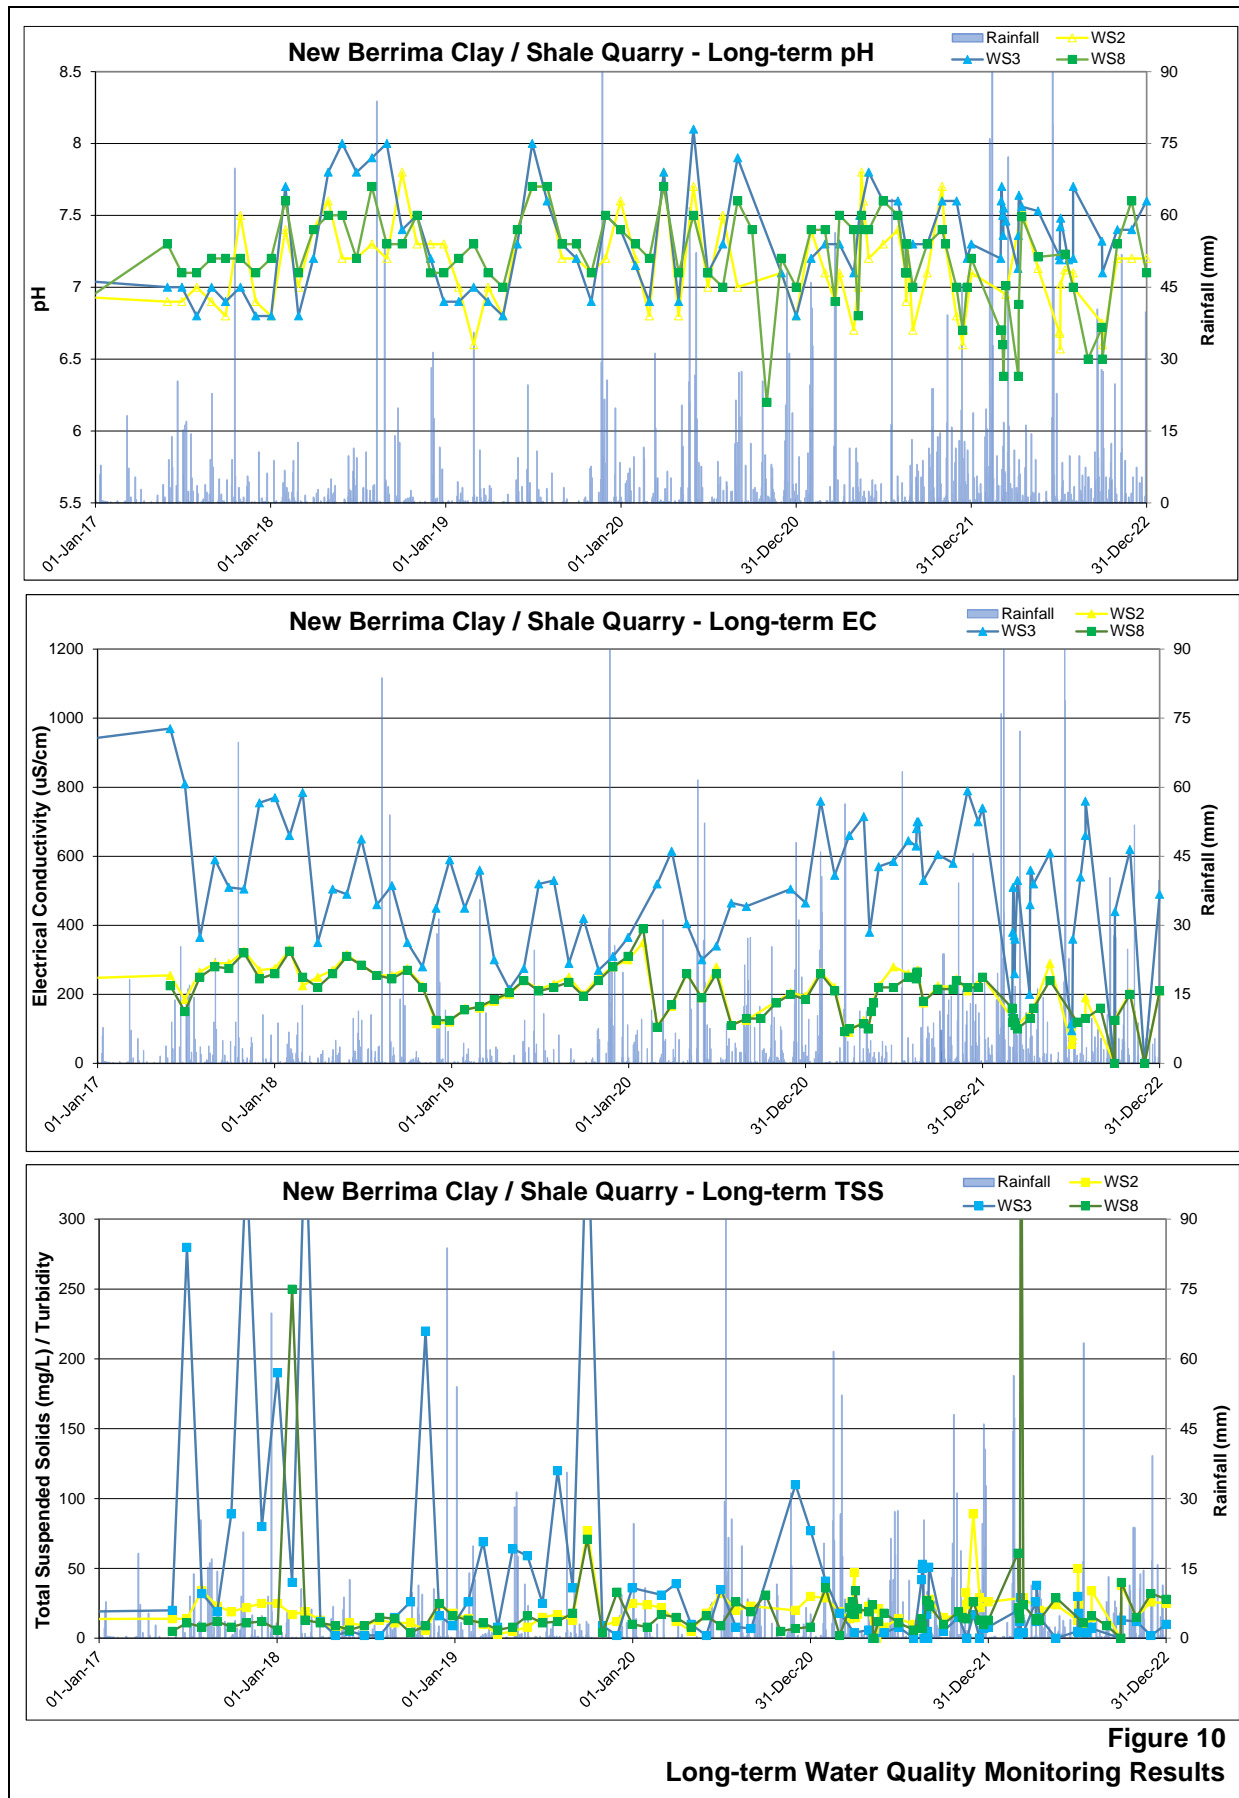 New Berrima Clay / Shale Quarry - Long-term pH
Rainfall WS2
WS3 WS8
8.5 90
8 75
7.5 60
7 45
6.5 30
6 15
5.5 0
pH
Rainfall (mm)
01-Jan-17 01-Jan-18 01-Jan-19 01-Jan-20 31-Dec-20 31-Dec-21 31-Dec-22
New Berrima Clay / Shale Quarry - Long-term EC
Rainfall WS2
WS3 WS8
1200 90
1000 75
800 60
600 45
400 30
200 15
0 0
Electrical Conductivity (uS/cm)
Rainfall (mm)
01-Jan-17 01-Jan-18 01-Jan-19 01-Jan-20 31-Dec-20 31-Dec-21 31-Dec-22
New Berrima Clay / Shale Quarry - Long-term TSS
Rainfall WS2
WS3 WS8
300 90
250 75
200 60
150 45
100 30
50 15
0 0
Total Suspended Solids (mg/L) / Turbidity
Rainfall (mm)
01-Jan-17 01-Jan-18 01-Jan-19 01-Jan-20 31-Dec-20 31-Dec-21 31-Dec-22
Figure 10
Long-term Water Quality Monitoring Results